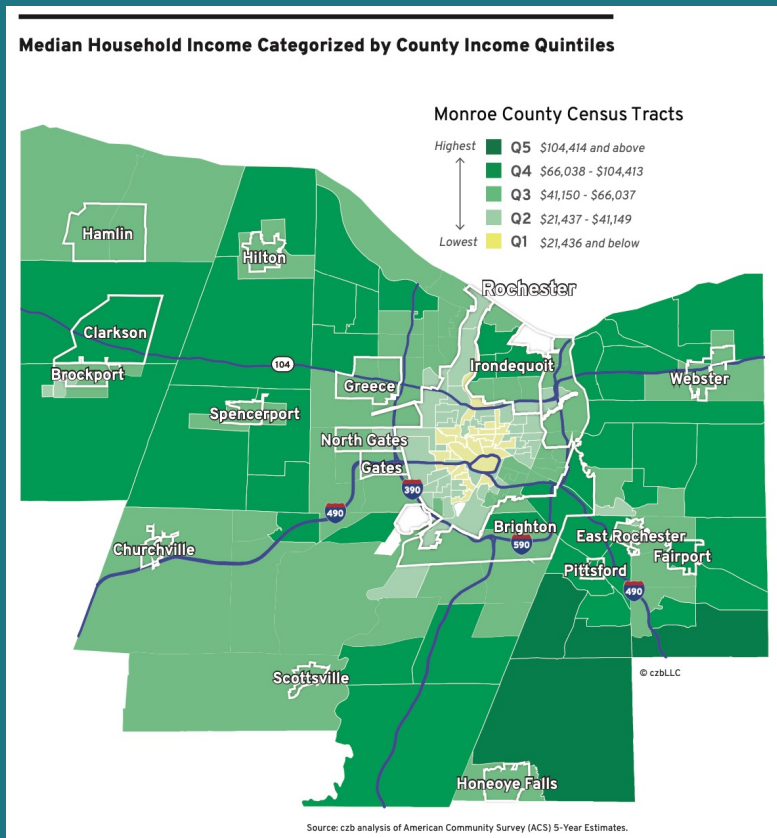 Median Household Income Categorized by County Income Quintiles
Monroe County Census Tracts
Highest
Q5 $104,414 and above
Q4 $66,038 - $104,413
Q3 $41,150 - $66,037
Q2 $21,437 - $41,149
Lowest
Q1 $21,436 and below
Hamlin
Hilton
Rochester
Clarkson
104
Irondequoit
Brockport
Greece
Webster
Spencerport
North Gates
Gates
390
490
Brighton
East Rochester
Churchville
590
Fairport
Pittsford
490
© czbLLC
Scottsville
Honeoye Falls
Source: czb analysis of American Community Survey (ACS) 5-Year Estimates.